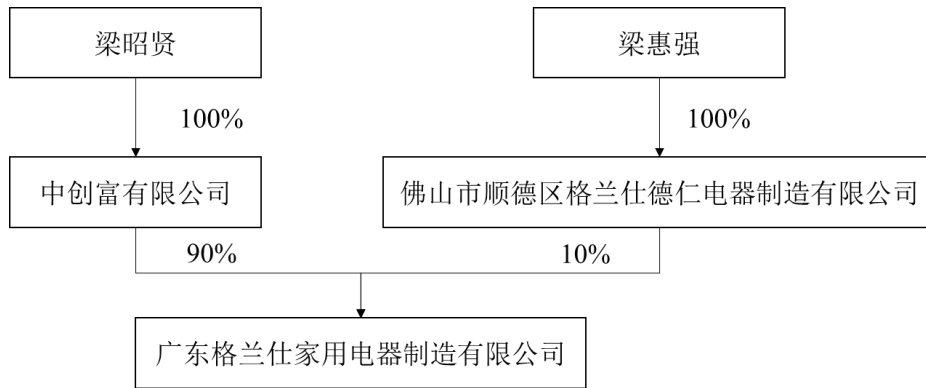 梁昭贤
梁惠强
100%
100%
中创富有限公司
佛山市顺德区格兰仕德仁电器制造有限公司
90%
10%
广东格兰仕家用电器制造有限公司